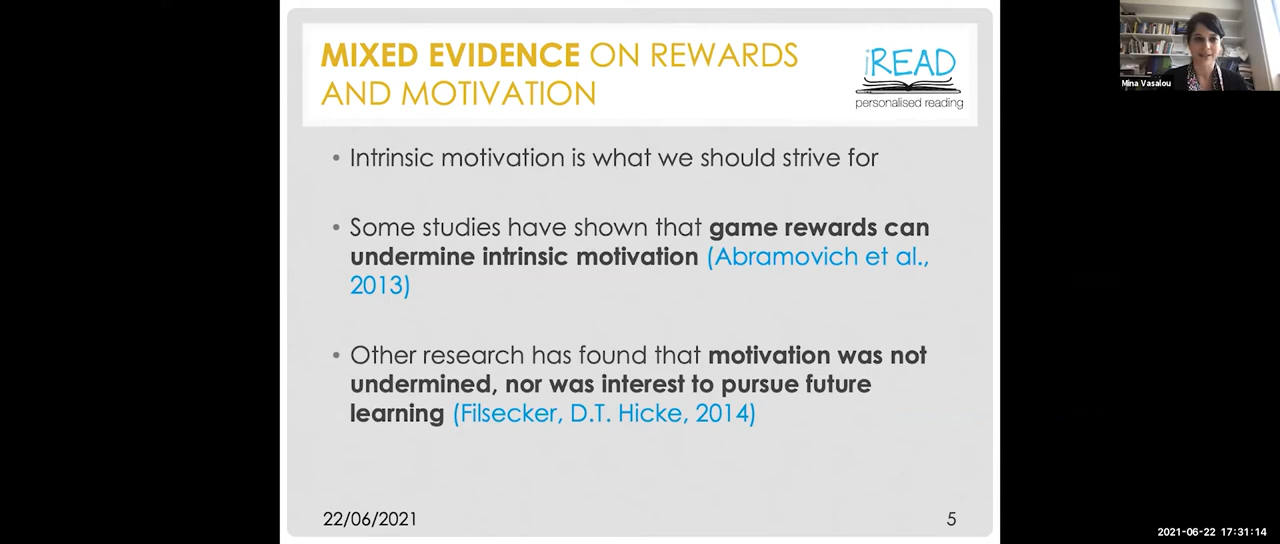 MIXED EVIDENCE ON REWARDS
AND MOTIVATION
iREAD
personalised reading
• Intrinsic motivation is what we should strive for
• Some studies have shown that game rewards can
undermine intrinsic motivation (Abramovich et al.,
2013)
• Other research has found that motivation was not
undermined, nor was interest to pursue future
learning (Filsecker, D.T. Hicke, 2014)
22/06/2021
5
Mina Vasalou
2021-06-22 17:31:14